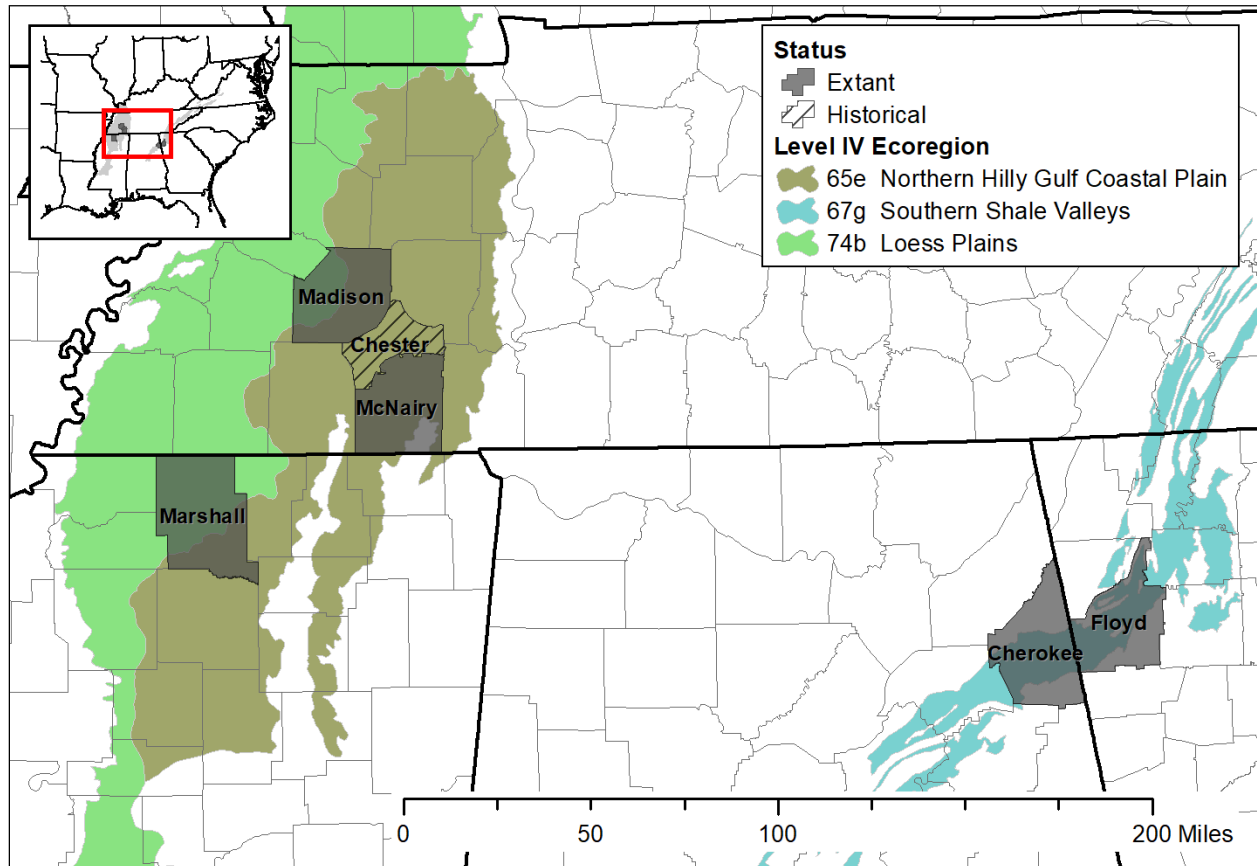 Status
Extant
Historical
Level IV Ecoregion
65e Northern Hilly Gulf Coastal Plain
67g Southern Shale Valleys
74b Loess Plains
Madison
Chester
McNairy
Marshall
Floyd
Cherokee
0 50 100 200 Miles